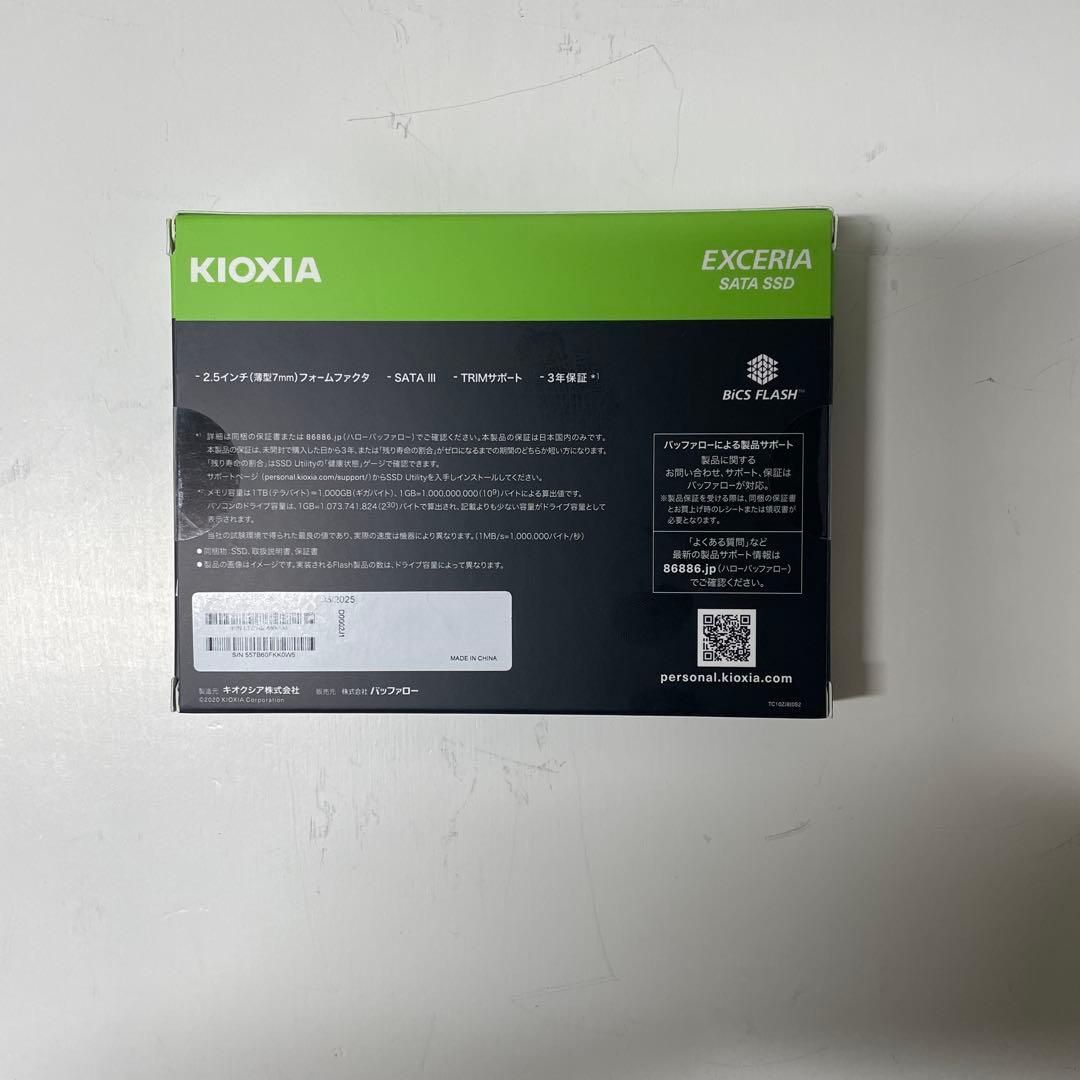 KIOXIA
EXCERIA
SATA SSD
- 2.5インチ(薄型7mm)フォームファクタ - SATA III - TRIMサポート - 3年保証 *1
BiCS FLASH™
*1 詳細は同梱の保証書または 86886.jp(ハローバッファロー)でご確認ください。本製品の保証は日本国内のみです。
本製品の保証は、未開封で購入した日から3年、または「残り寿命の割合」がゼロになるまでの期間のどちらか短い方になります。
「残り寿命の割合」はSSD Utilityの「健康状態」ゲージで確認できます。
サポートページ (personal.kioxia.com/support/)からSSD Utilityを入手しインストールしてください。
メモリ容量は1TB(テラバイト)=1,000GB(ギガバイト)、1GB=1,000,000,000(10⁹)バイトによる算出値です。
パソコンのドライブ容量は、1GB=1,073,741,824(2³⁰)バイトで算出され、記載よりも少ない容量がドライブ容量として
表示されます。
当社の試験環境で得られた最良の値であり、実際の速度は機器により異なります。(1MB/s=1,000,000バイト/秒)
●同梱物:SSD、取扱説明書、保証書
●製品の画像はイメージです。実装されるFlash製品の数は、ドライブ容量によって異なります。
バッファローによる製品サポート
製品に関する
お問い合わせ、サポート、保証は
バッファローが対応。
※製品保証を受ける際は、同梱の保証書
とお買上げ時のレシートまたは領収書が
必要となります。
「よくある質問」など
最新の製品サポート情報は
86886.jp(ハローバッファロー)
でご確認ください。
/2025
D0002J1
S/N 557B60FKK0W5
MADE IN CHINA
personal.kioxia.com
製造元 キオクシア株式会社 販売元 株式会社 バッファロー
©2020 KIOXIA Corporation